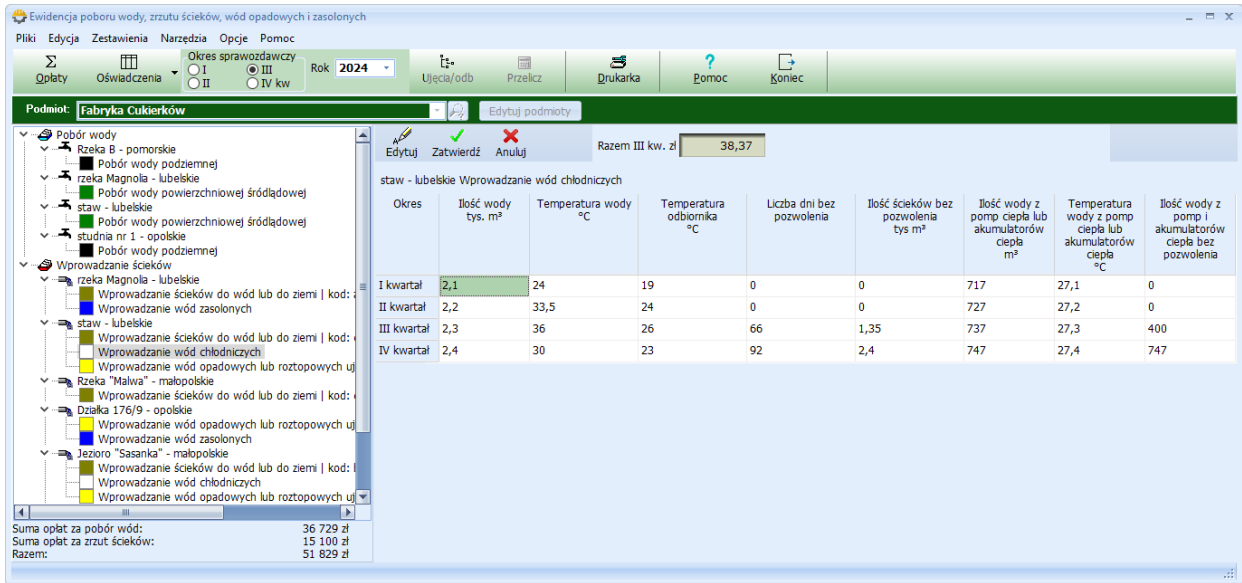 Ewidencja poboru wody, zrzutu ścieków, wód opadowych i zasolonych
Pliki Edycja Zestawienia Narzędzia Opcje Pomoc
Opłaty Oświadczenia
Okres sprawozdawczy
I III
II IV kw
Rok 2024
Ujęcia/odb Przelicz Drukarka Pomoc Koniec
Podmiot: Fabryka Cukierków Edytuj podmioty
Pobór wody
Rzeka B - pomorskie
Pobór wody podziemnej
rzeka Magnolia - lubelskie
Pobór wody powierzchniowej śródlądowej
staw - lubelskie
Pobór wody powierzchniowej śródlądowej
studnia nr 1 - opolskie
Pobór wody podziemnej
Wprowadzanie ścieków
rzeka Magnolia - lubelskie
Wprowadzanie ścieków do wód lub do ziemi | kod:
Wprowadzanie wód zasolonych
staw - lubelskie
Wprowadzanie ścieków do wód lub do ziemi | kod:
Wprowadzanie wód chłodniczych
Wprowadzanie wód opadowych lub roztopowych uj
Rzeka "Malwa" - małopolskie
Wprowadzanie ścieków do wód lub do ziemi | kod:
Działka 176/9 - opolskie
Wprowadzanie wód opadowych lub roztopowych uj
Wprowadzanie wód zasolonych
Jezioro "Sasanka" - małopolskie
Wprowadzanie ścieków do wód lub do ziemi | kod:
Wprowadzanie wód chłodniczych
Wprowadzanie wód opadowych lub roztopowych uj
Suma opłat za pobór wód: 36 729 zł
Suma opłat za zrzut ścieków: 15 100 zł
Razem: 51 829 zł
Edytuj Zatwierdź Anuluj Razem III kw. zł 38,37
staw - lubelskie Wprowadzanie wód chłodniczych
Okres Ilość wody Temperatura wody Temperatura Liczba dni bez Ilość ścieków bez Ilość wody z Temperatura Ilość wody z
tys. m³ °C odbiornika pozwolenia pozwolenia pomp ciepła lub wody z pomp pomp i
°C tys m³ akumulatorów ciepła lub akumulatorów
ciepła akumulatorów ciepła bez
m³ ciepła pozwolenia
°C
I kwartał 2,1 24 19 0 0 717 27,1 0
II kwartał 2,2 33,5 24 0 0 727 27,2 0
III kwartał 2,3 36 26 66 1,35 737 27,3 400
IV kwartał 2,4 30 23 92 2,4 747 27,4 747